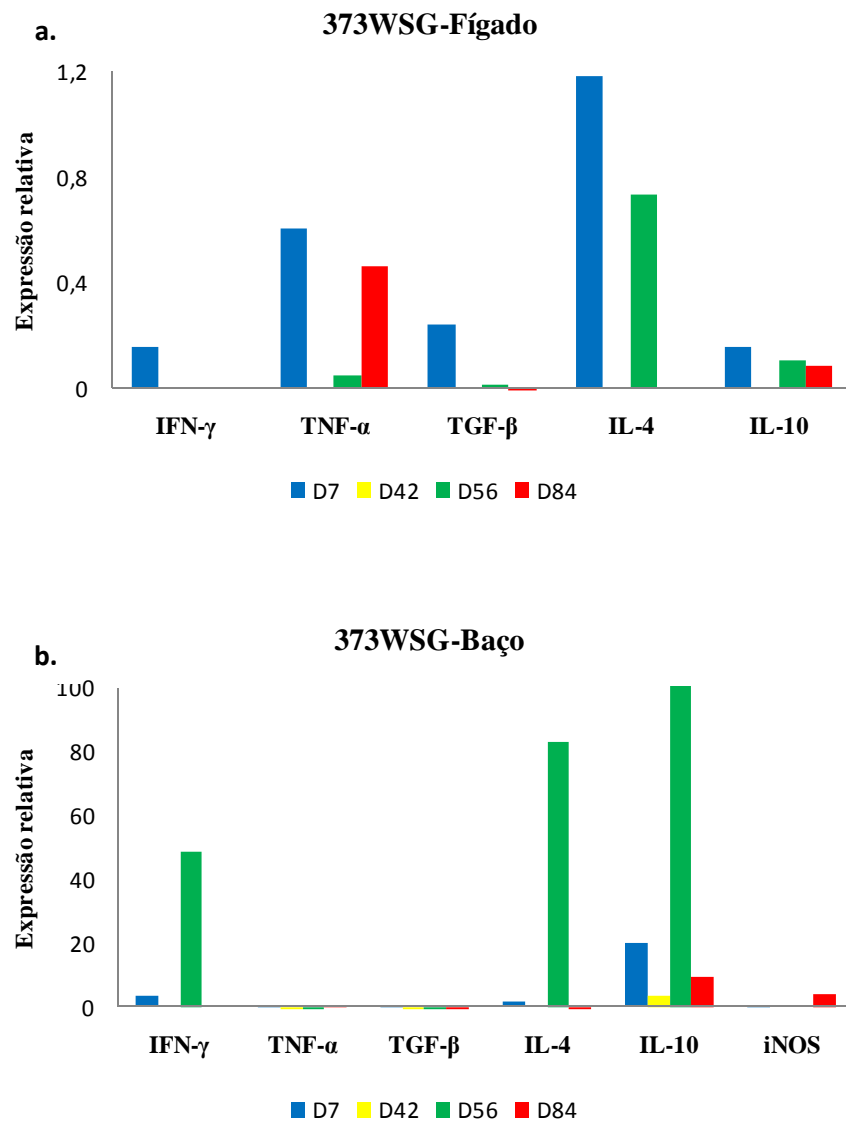 a.
373WSG-Fígado
Expressão relativa
1,2
0,8
0,4
0
IFN-γ TNF-α TGF-β IL-4 IL-10
D7 D42 D56 D84
b.
373WSG-Baço
Expressão relativa
100
80
60
40
20
0
IFN-γ TNF-α TGF-β IL-4 IL-10 iNOS
D7 D42 D56 D84